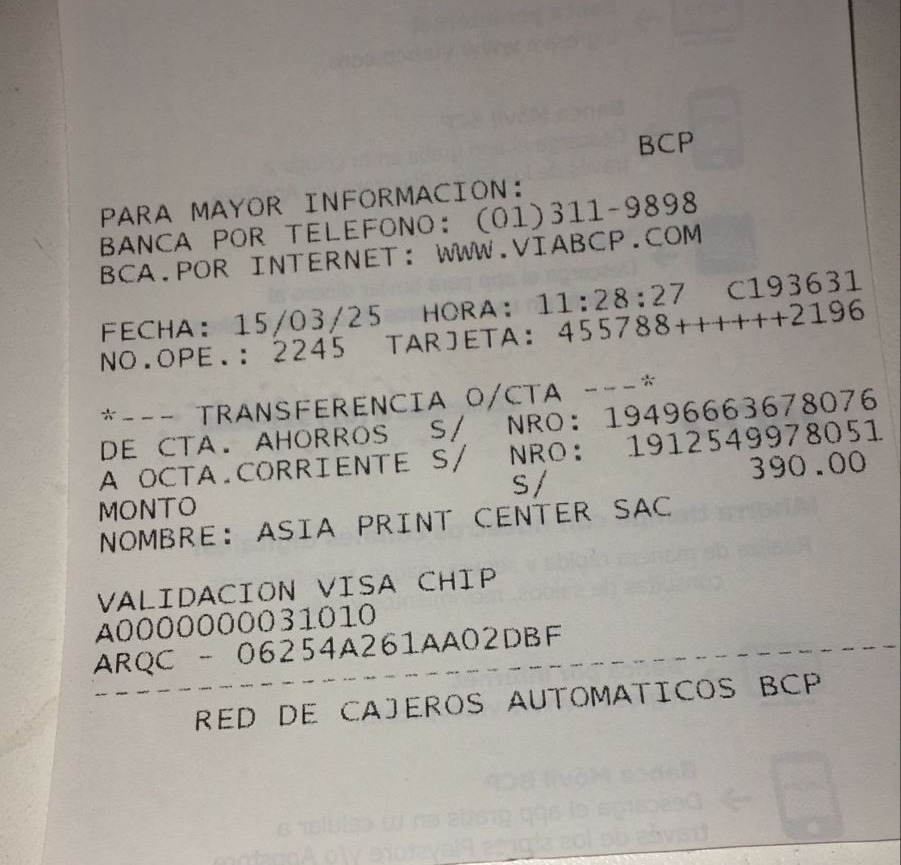 BCP
PARA MAYOR INFORMACION:
BANCA POR TELEFONO: (01)311-9898
BCA.POR INTERNET: WWW.VIABCP.COM
FECHA: 15/03/25 HORA: 11:28:27 C193631
NO.OPE.: 2245 TARJETA: 455788++++++2196
*--- TRANSFERENCIA O/CTA ---*
DE CTA. AHORROS S/ NRO: 19496663678076
A OCTA.CORRIENTE S/ NRO: 1912549978051
MONTO S/ 390.00
NOMBRE: ASIA PRINT CENTER SAC
VALIDACION VISA CHIP
A0000000031010
ARQC - 06254A261AA02DBF
RED DE CAJEROS AUTOMATICOS BCP